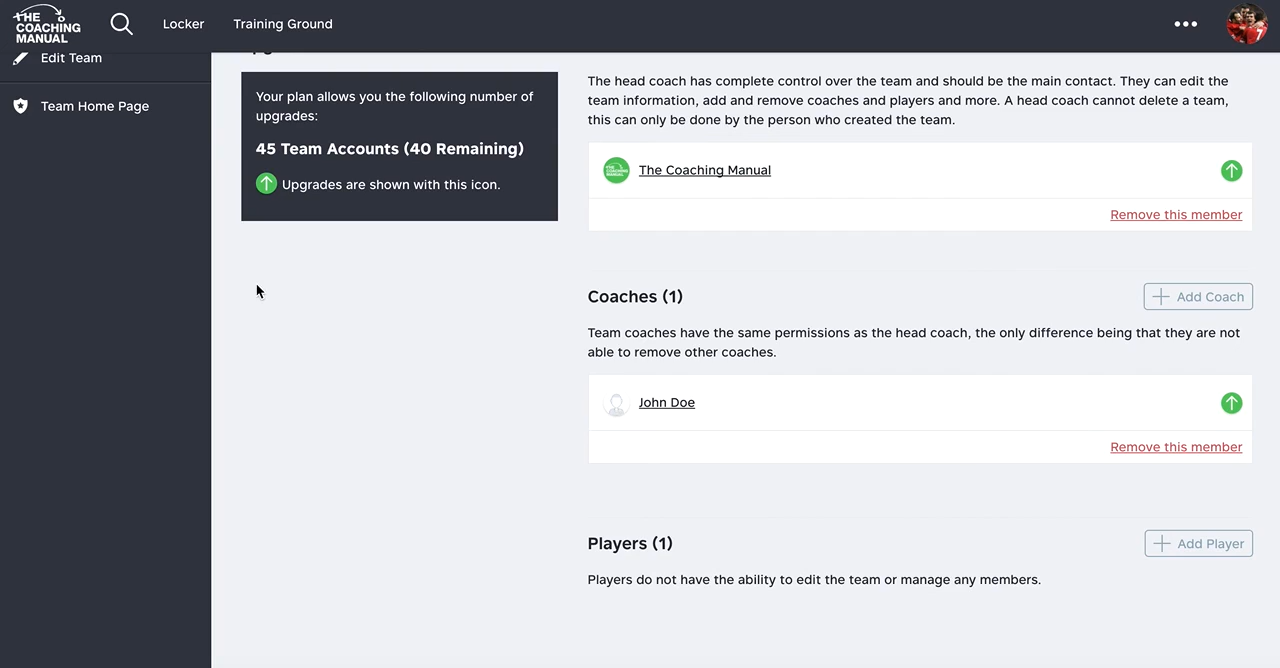 THE
COACHING
MANUAL
Locker
Training Ground
7
Edit Team
Team Home Page
Your plan allows you the following number of
upgrades:
45 Team Accounts (40 Remaining)
Upgrades are shown with this icon.
The head coach has complete control over the team and should be the main contact. They can edit the
team information, add and remove coaches and players and more. A head coach cannot delete a team,
this can only be done by the person who created the team.
THE
COACHING
MANUAL
The Coaching Manual
Remove this member
Coaches (1)
Add Coach
Team coaches have the same permissions as the head coach, the only difference being that they are not
able to remove other coaches.
John Doe
Remove this member
Players (1)
Add Player
Players do not have the ability to edit the team or manage any members.